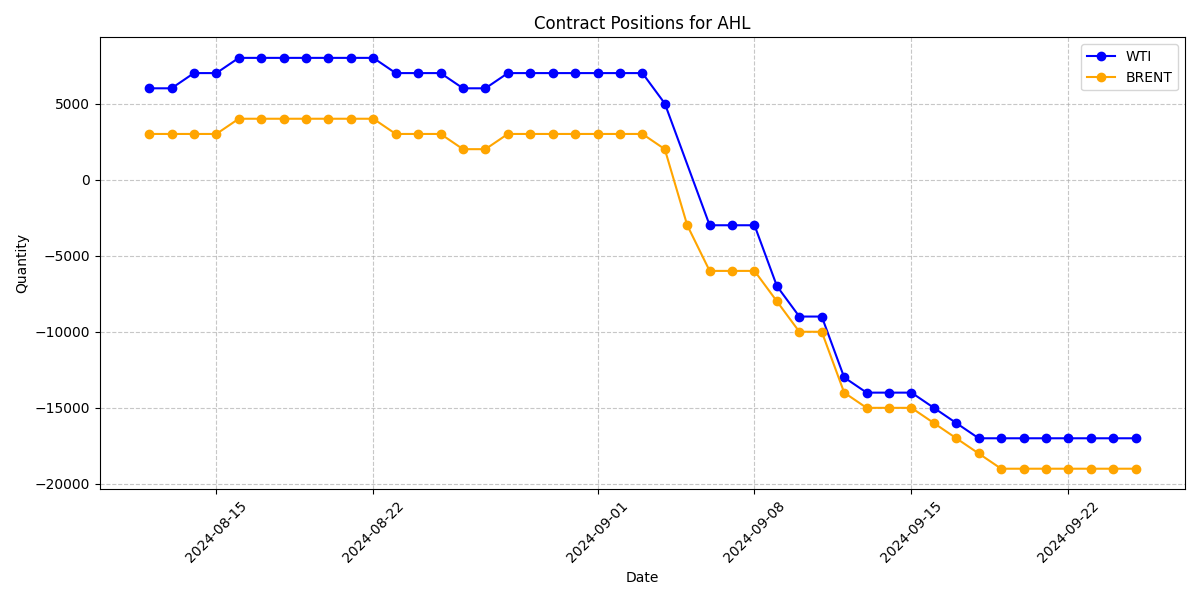 Contract Positions for AHL
WTI
BRENT
5000
0
−5000
−10000
−15000
−20000
Quantity
2024-08-15
2024-08-22
2024-09-01
2024-09-08
2024-09-15
2024-09-22
Date